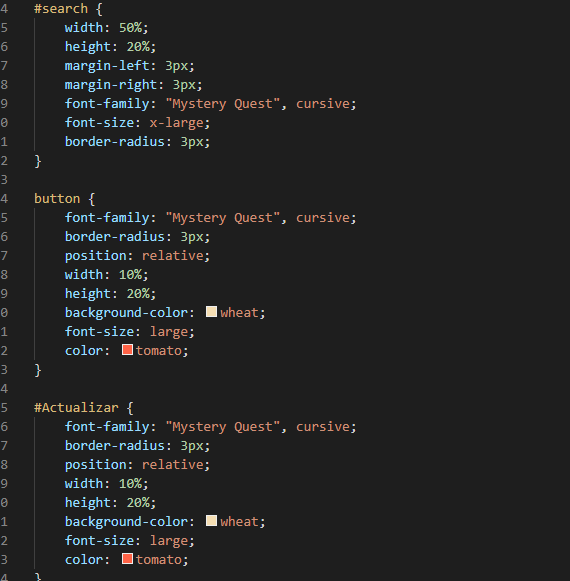 4 #search {
5 width: 50%;
6 height: 20%;
7 margin-left: 3px;
8 margin-right: 3px;
9 font-family: "Mystery Quest", cursive;
0 font-size: x-large;
1 border-radius: 3px;
2 }
3
4 button {
5 font-family: "Mystery Quest", cursive;
6 border-radius: 3px;
7 position: relative;
8 width: 10%;
9 height: 20%;
0 background-color: wheat;
1 font-size: large;
2 color: tomato;
3 }
4
5 #Actualizar {
6 font-family: "Mystery Quest", cursive;
7 border-radius: 3px;
8 position: relative;
9 width: 10%;
0 height: 20%;
1 background-color: wheat;
2 font-size: large;
3 color: tomato;
4 }